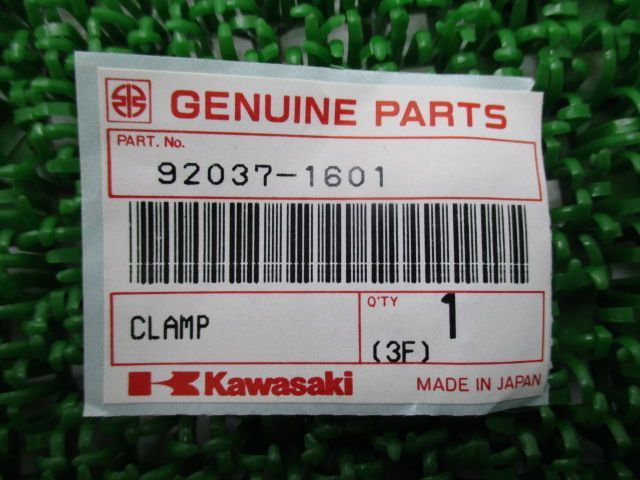 GENUINE PARTS
PART. No.
92037-1601
CLAMP
Q'TY
1
(3F)
Kawasaki
MADE IN JAPAN